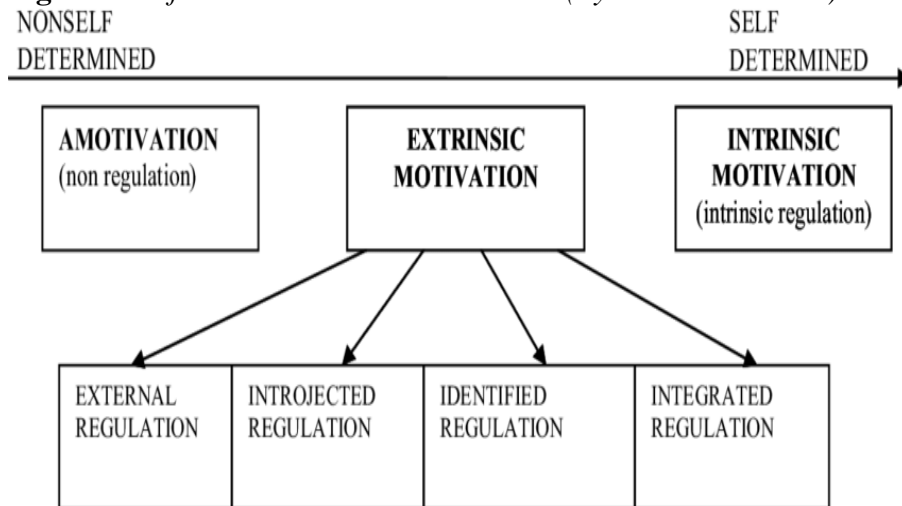 NONSELF
DETERMINED
SELF
DETERMINED
AMOTIVATION
(non regulation)
EXTRINSIC
MOTIVATION
INTRINSIC
MOTIVATION
(intrinsic regulation)
EXTERNAL
REGULATION
INTROJECTED
REGULATION
IDENTIFIED
REGULATION
INTEGRATED
REGULATION